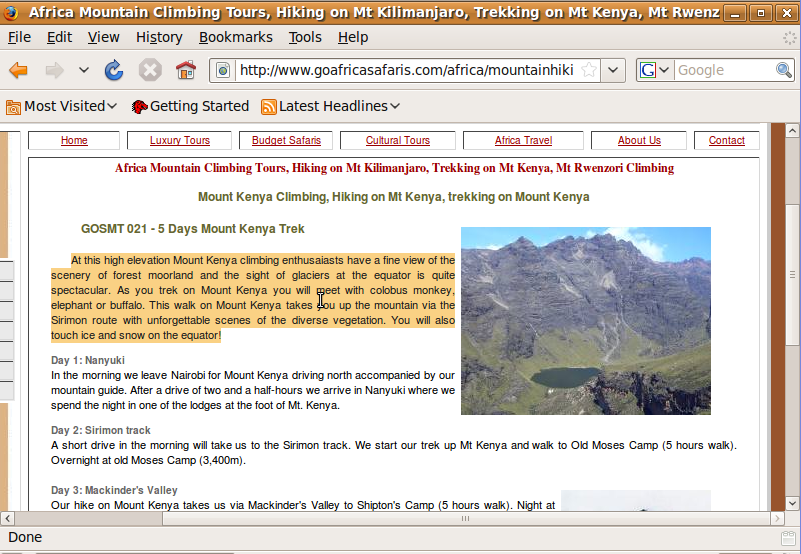 Africa Mountain Climbing Tours, Hiking on Mt Kilimanjaro, Trekking on Mt Kenya, Mt Rwenz
File Edit View History Bookmarks Tools Help
http://www.goafricasafaris.com/africa/mountainhiki
Google
Most Visited Getting Started Latest Headlines
Home Luxury Tours Budget Safaris Cultural Tours Africa Travel About Us Contact
Africa Mountain Climbing Tours, Hiking on Mt Kilimanjaro, Trekking on Mt Kenya, Mt Rwenzori Climbing
Mount Kenya Climbing, Hiking on Mt Kenya, trekking on Mount Kenya
GOSMT 021 - 5 Days Mount Kenya Trek
At this high elevation Mount Kenya climbing enthusaiasts have a fine view of the
scenery of forest moorland and the sight of glaciers at the equator is quite
spectacular. As you trek on Mount Kenya you will meet with colobus monkey,
elephant or buffalo. This walk on Mount Kenya takes you up the mountain via the
Sirimon route with unforgettable scenes of the diverse vegetation. You will also
touch ice and snow on the equator!
Day 1: Nanyuki
In the morning we leave Nairobi for Mount Kenya driving north accompanied by our
mountain guide. After a drive of two and a half-hours we arrive in Nanyuki where we
spend the night in one of the lodges at the foot of Mt. Kenya.
Day 2: Sirimon track
A short drive in the morning will take us to the Sirimon track. We start our trek up Mt Kenya and walk to Old Moses Camp (5 hours walk).
Overnight at old Moses Camp (3,400m).
Day 3: Mackinder's Valley
Our hike on Mount Kenya takes us via Mackinder's Valley to Shipton's Camp (5 hours walk). Night at
Done